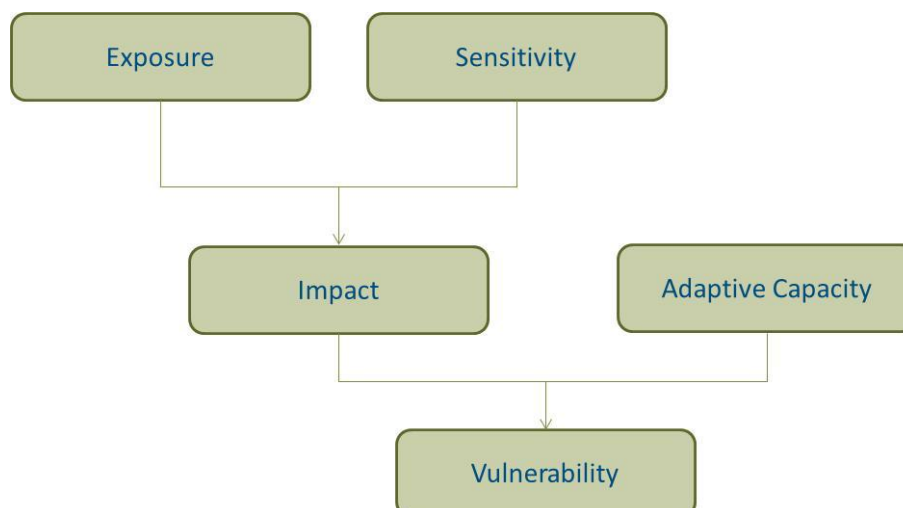 Exposure
Sensitivity
Impact
Adaptive Capacity
Vulnerability